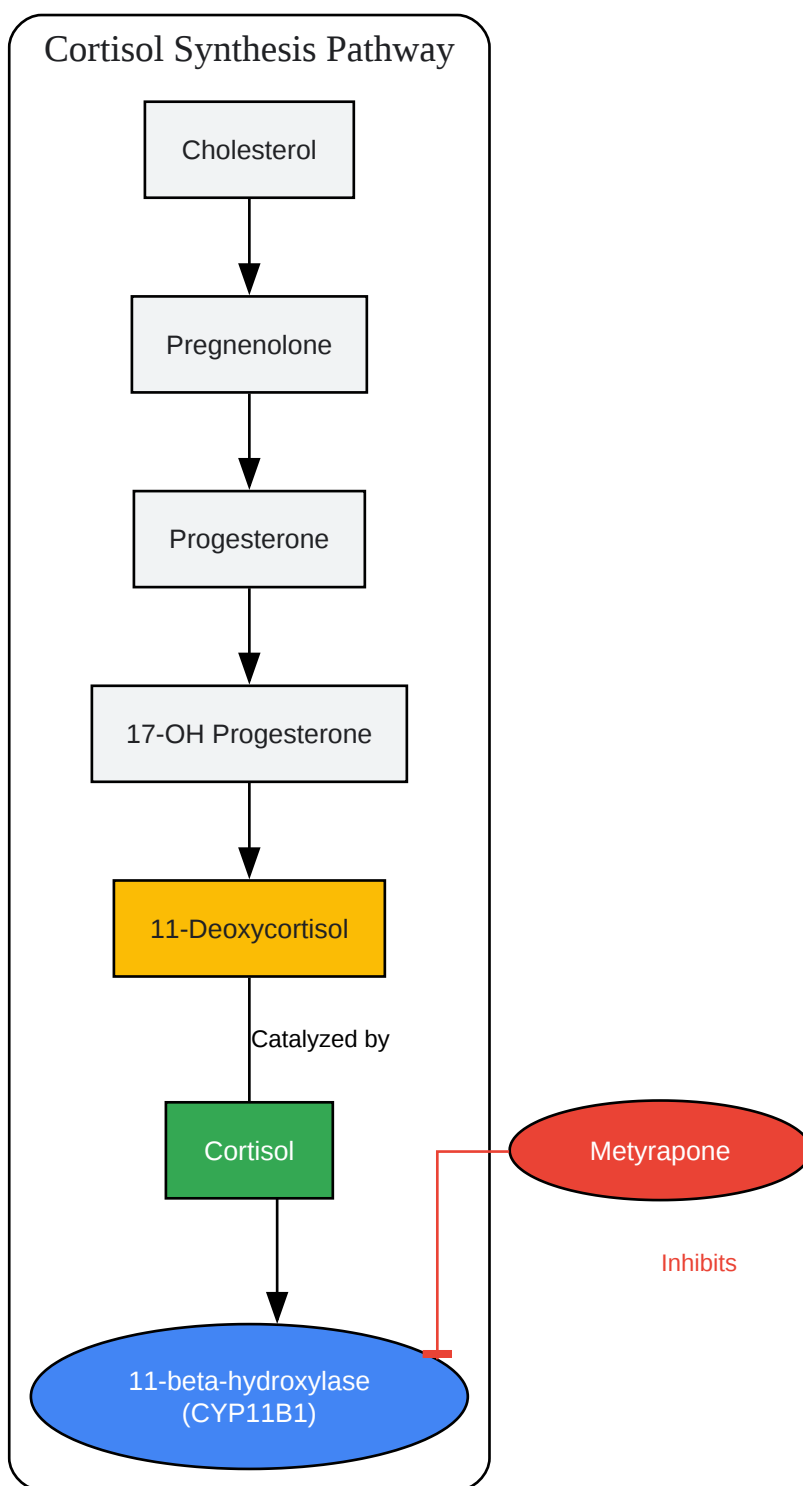 Cortisol Synthesis Pathway
Cholesterol
Pregnenolone
Progesterone
17-OH Progesterone
11-Deoxycortisol
Catalyzed by
Cortisol
Metyrapone
Inhibits
11-beta-hydroxylase
(CYP11B1)